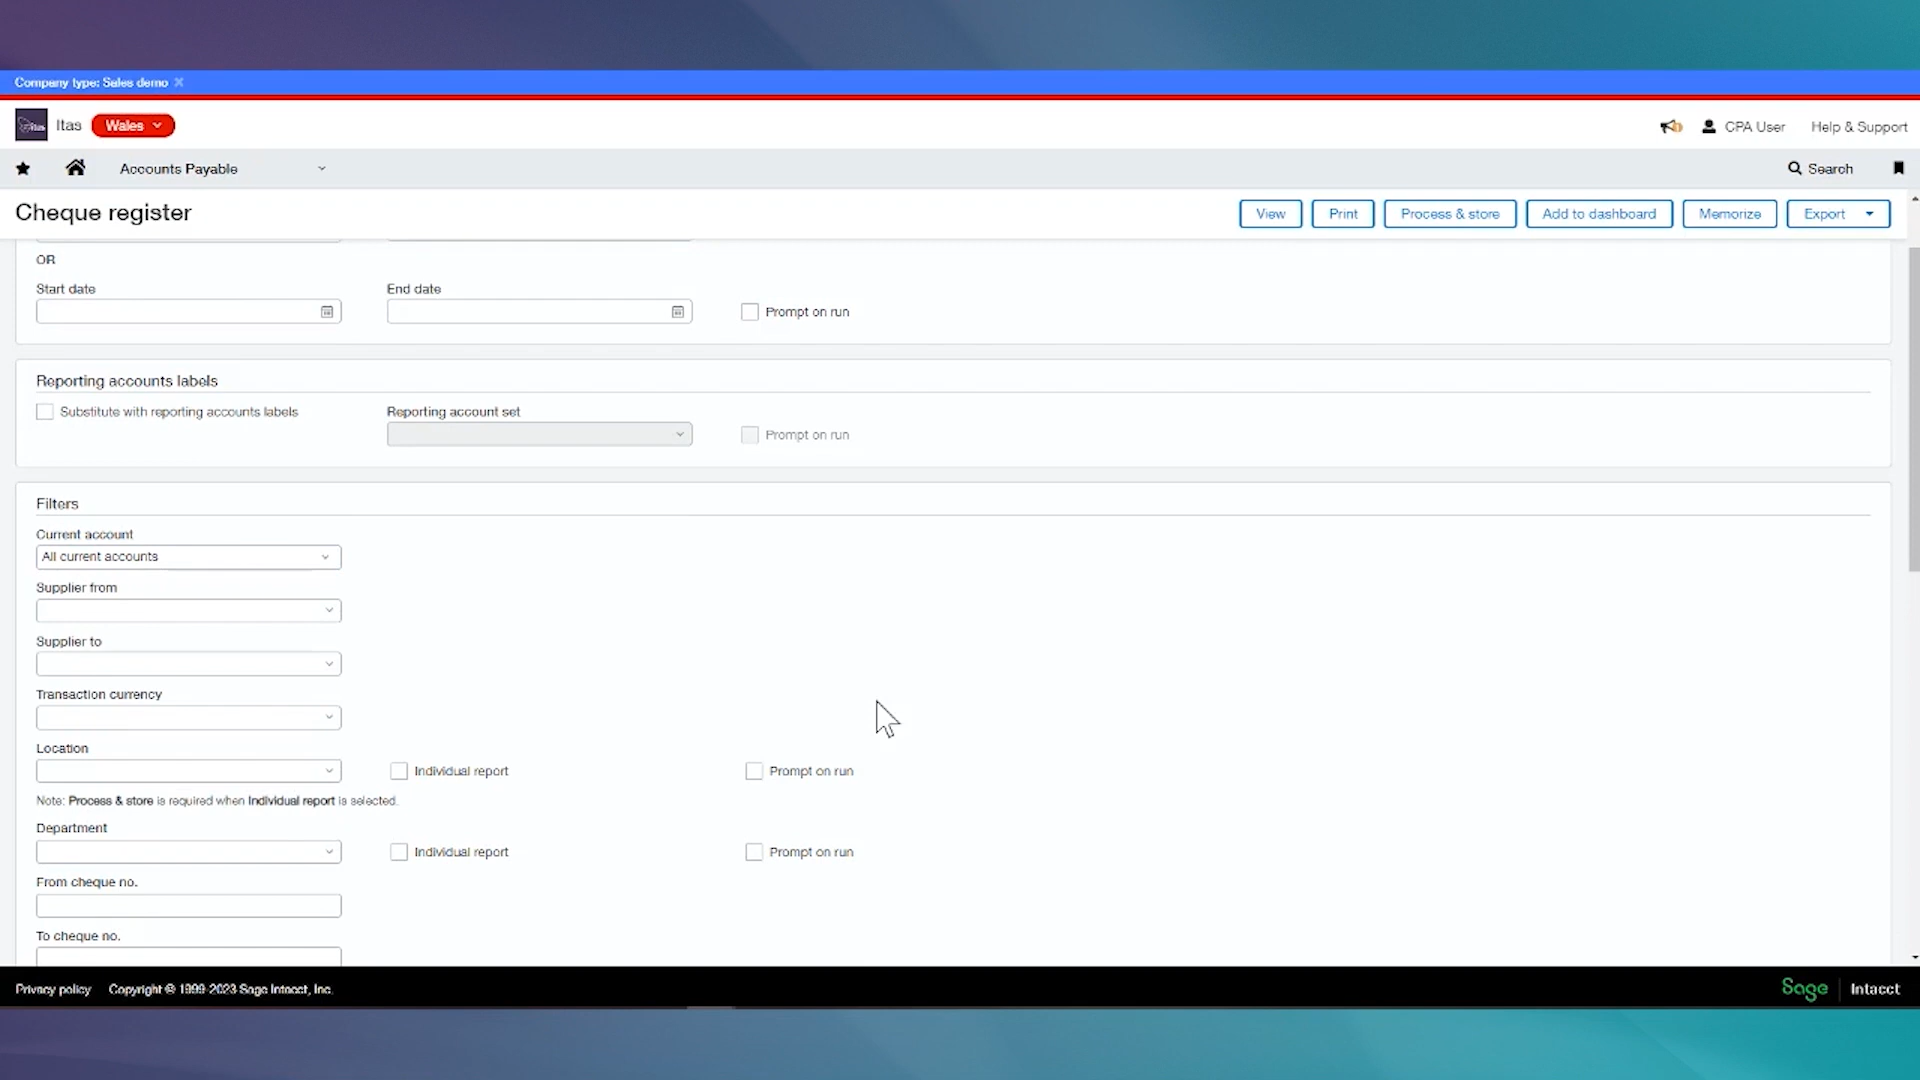 Company type: Sales demo
Itas Wales CPA User Help & Support
Accounts Payable Search
Cheque register View Print Process & store Add to dashboard Memorize Export
OR
Start date End date
Prompt on run
Reporting accounts labels
Substitute with reporting accounts labels Reporting account set
Prompt on run
Filters
Current account
All current accounts
Supplier from
Supplier to
Transaction currency
Location
Individual report Prompt on run
Note: Process & store is required when Individual report is selected.
Department
Individual report Prompt on run
From cheque no.
To cheque no.
Privacy policy Copyright © 1999-2023 Sage Intacct, Inc. Sage Intacct